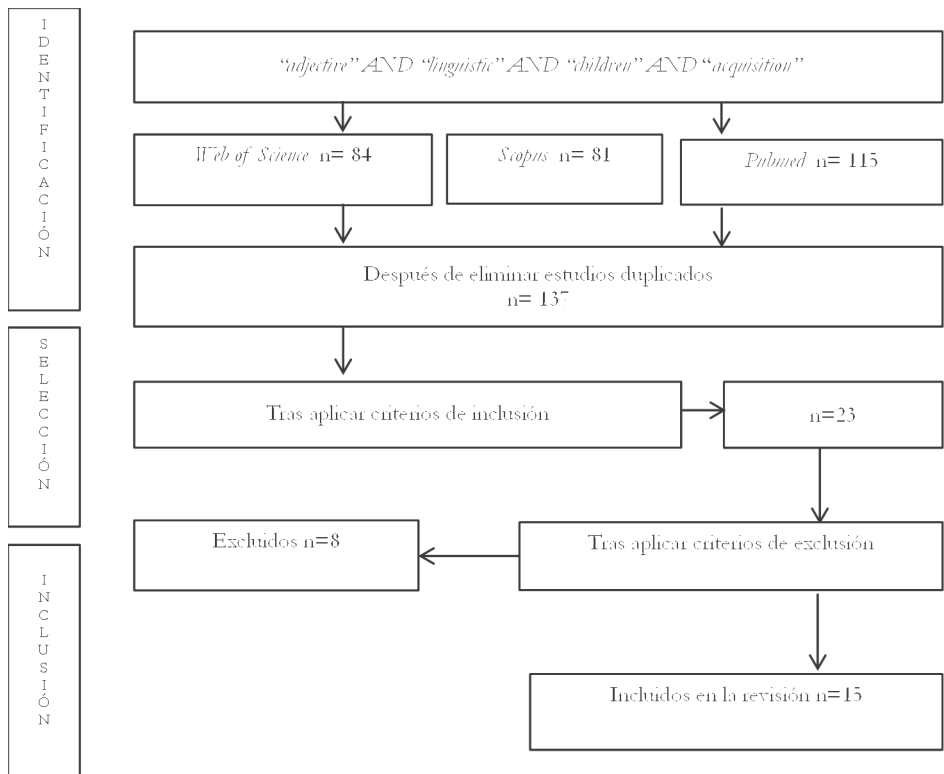 IDENTIFICACIÓN
“adjective” AND “linguistic” AND “children” AND “acquisition”
Web of Science n= 84
Scopus n= 81
Pubmed n= 115
Después de eliminar estudios duplicados
n= 137
SELECCIÓN
Tras aplicar criterios de inclusión
n=23
Excluidos n=8
Tras aplicar criterios de exclusión
INCLUSIÓN
Incluidos en la revisión n=15